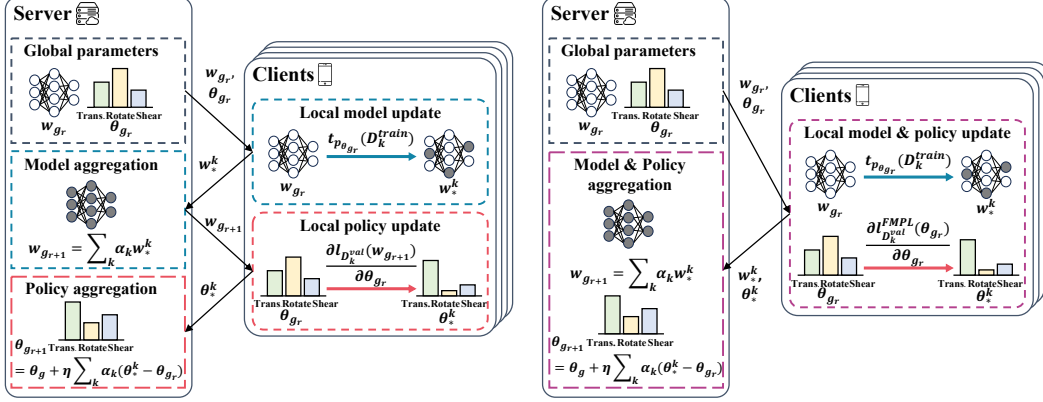 Server
Global parameters
w_{g_r}
Trans. Rotate Shear
θ_{g_r}
Model aggregation
w_{g_{r+1}} = ∑_k α_k w_*^k
Policy aggregation
θ_{g_{r+1}} Trans. Rotate Shear
= θ_g + η ∑_k α_k(θ_*^k − θ_{g_r})
w_{g_r},
θ_{g_r}
w_*^k
w_{g_{r+1}}
θ_*^k
Clients
Local model update
t_{p_{θ_{g_r}}}(D_k^{train})
w_{g_r}
w_*^k
Local policy update
∂l_{D_k^{val}}(w_{g_{r+1}})
∂θ_{g_r}
Trans. Rotate Shear
Trans. Rotate Shear
θ_{g_r}
θ_*^k
Server
Global parameters
w_{g_r}
Trans. Rotate Shear
θ_{g_r}
Model & Policy
aggregation
w_{g_{r+1}} = ∑_k α_k w_*^k
θ_{g_{r+1}} Trans. Rotate Shear
= θ_g + η ∑_k α_k(θ_*^k − θ_{g_r})
w_{g_r},
θ_{g_r}
w_*^k,
θ_*^k
Clients
Local model & policy update
t_{p_{θ_{g_r}}}(D_k^{train})
w_{g_r}
w_*^k
∂l_{D_k^{val}}^{FMPL}(θ_{g_r})
∂θ_{g_r}
Trans. Rotate Shear
Trans. Rotate Shear
θ_{g_r}
θ_*^k